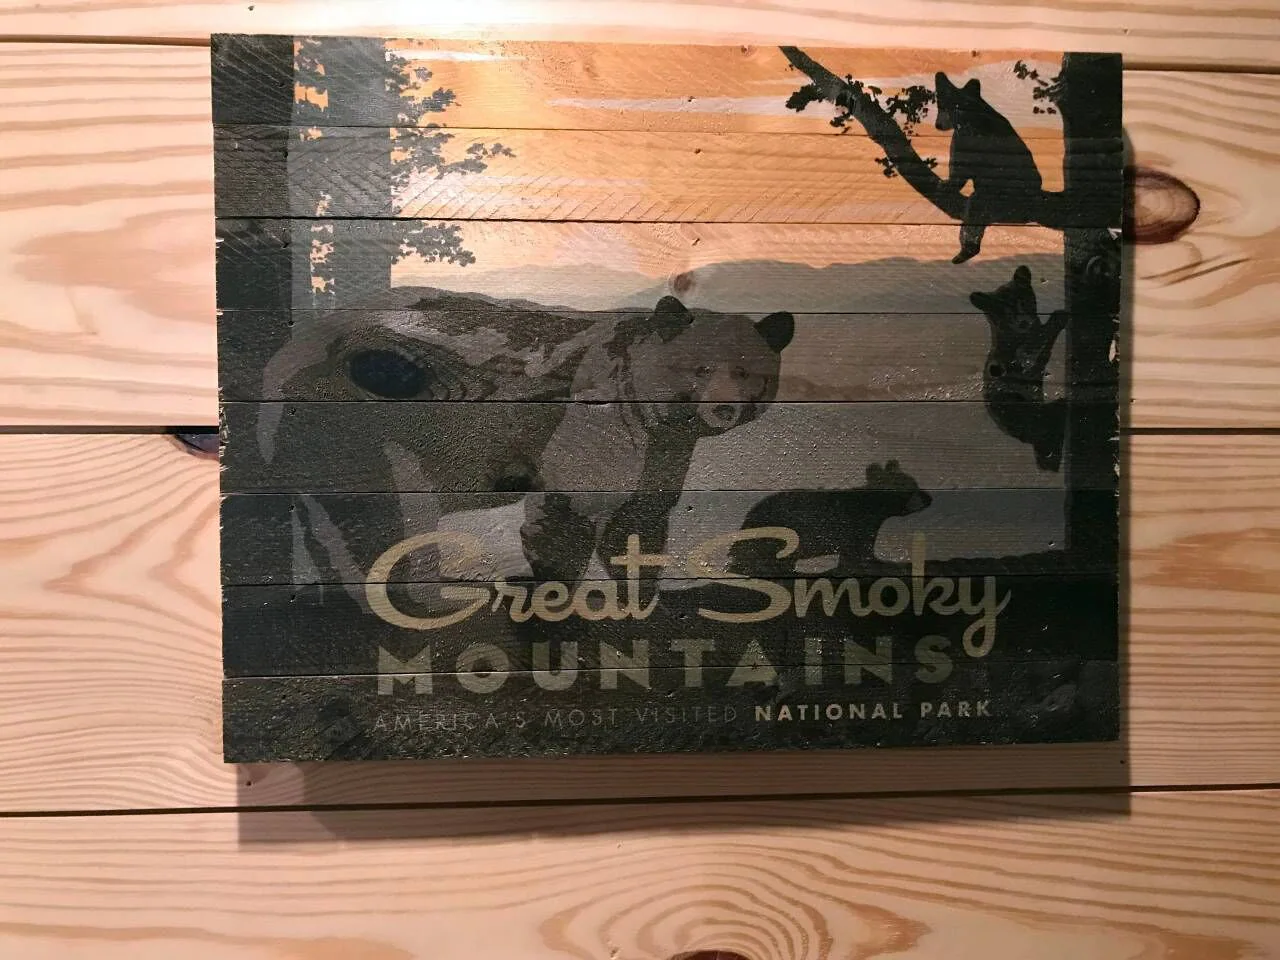 Great Smoky
MOUNTAINS
AMERICA'S MOST VISITED NATIONAL PARK